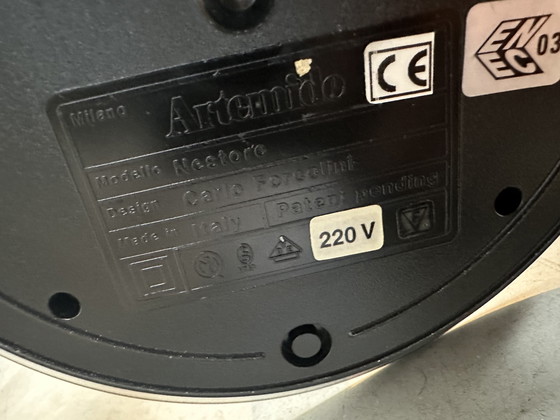 Milano Artemide CE
ENEC 03
Modello Nestore
Design Carlo Forcolini
Made in Italy Patent pending
220 V